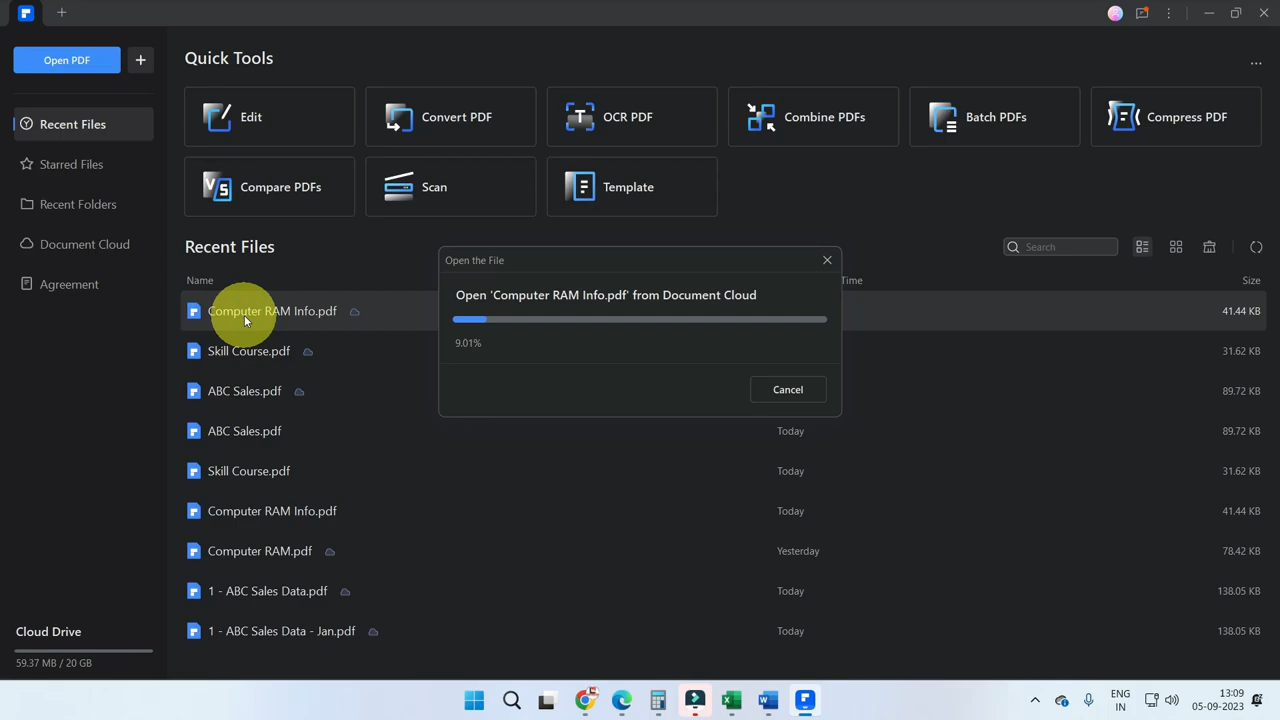 Open PDF
Quick Tools
Edit
Convert PDF
OCR PDF
Combine PDFs
Batch PDFs
Compress PDF
Compare PDFs
Scan
Template
Recent Files
Starred Files
Recent Folders
Document Cloud
Agreement
Recent Files
Search
Name
Time
Size
Computer RAM Info.pdf
41.44 KB
Skill Course.pdf
31.62 KB
ABC Sales.pdf
89.72 KB
ABC Sales.pdf
Today
89.72 KB
Skill Course.pdf
Today
31.62 KB
Computer RAM Info.pdf
Today
41.44 KB
Computer RAM.pdf
Yesterday
78.42 KB
1 - ABC Sales Data.pdf
Today
138.05 KB
1 - ABC Sales Data - Jan.pdf
Today
138.05 KB
Open the File
Open 'Computer RAM Info.pdf' from Document Cloud
9.01%
Cancel
Cloud Drive
59.37 MB / 20 GB
ENG
IN
13:09
05-09-2023